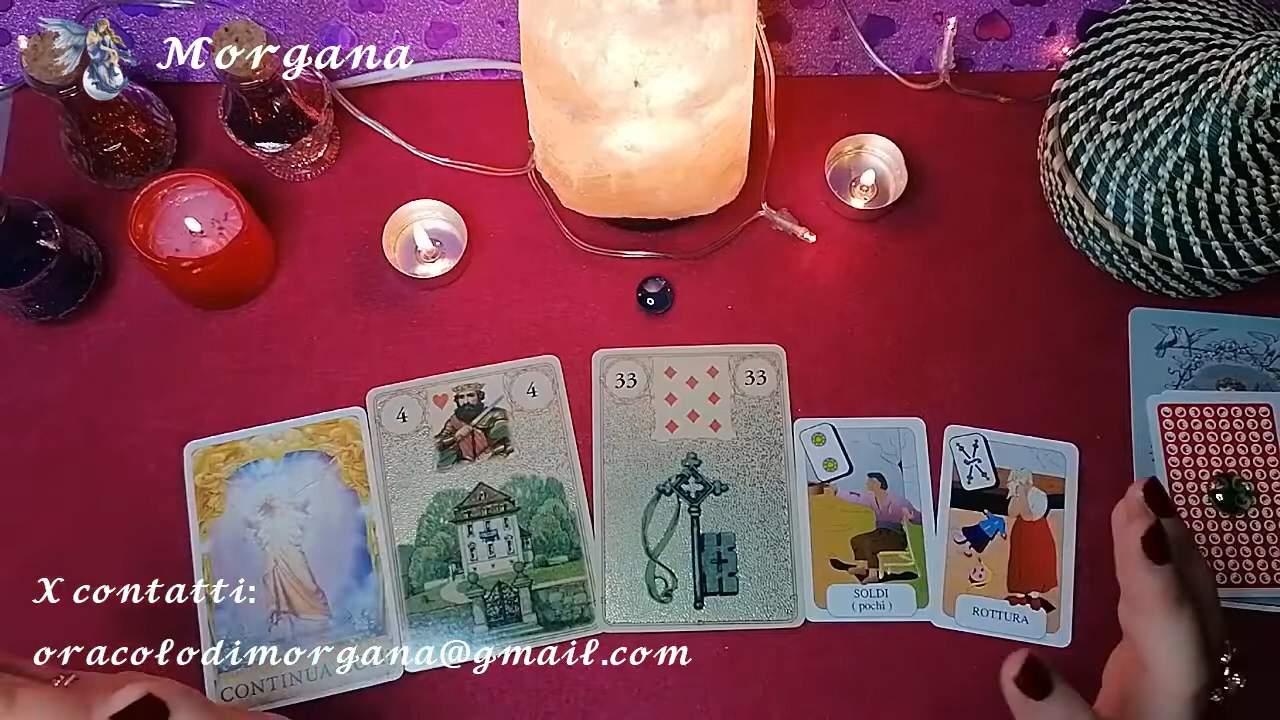 Morgana
4
4
33
33
SOLDI
( pochi )
ROTTURA
X contatti:
oracolodimorgana@gmail.com
CONTINUA